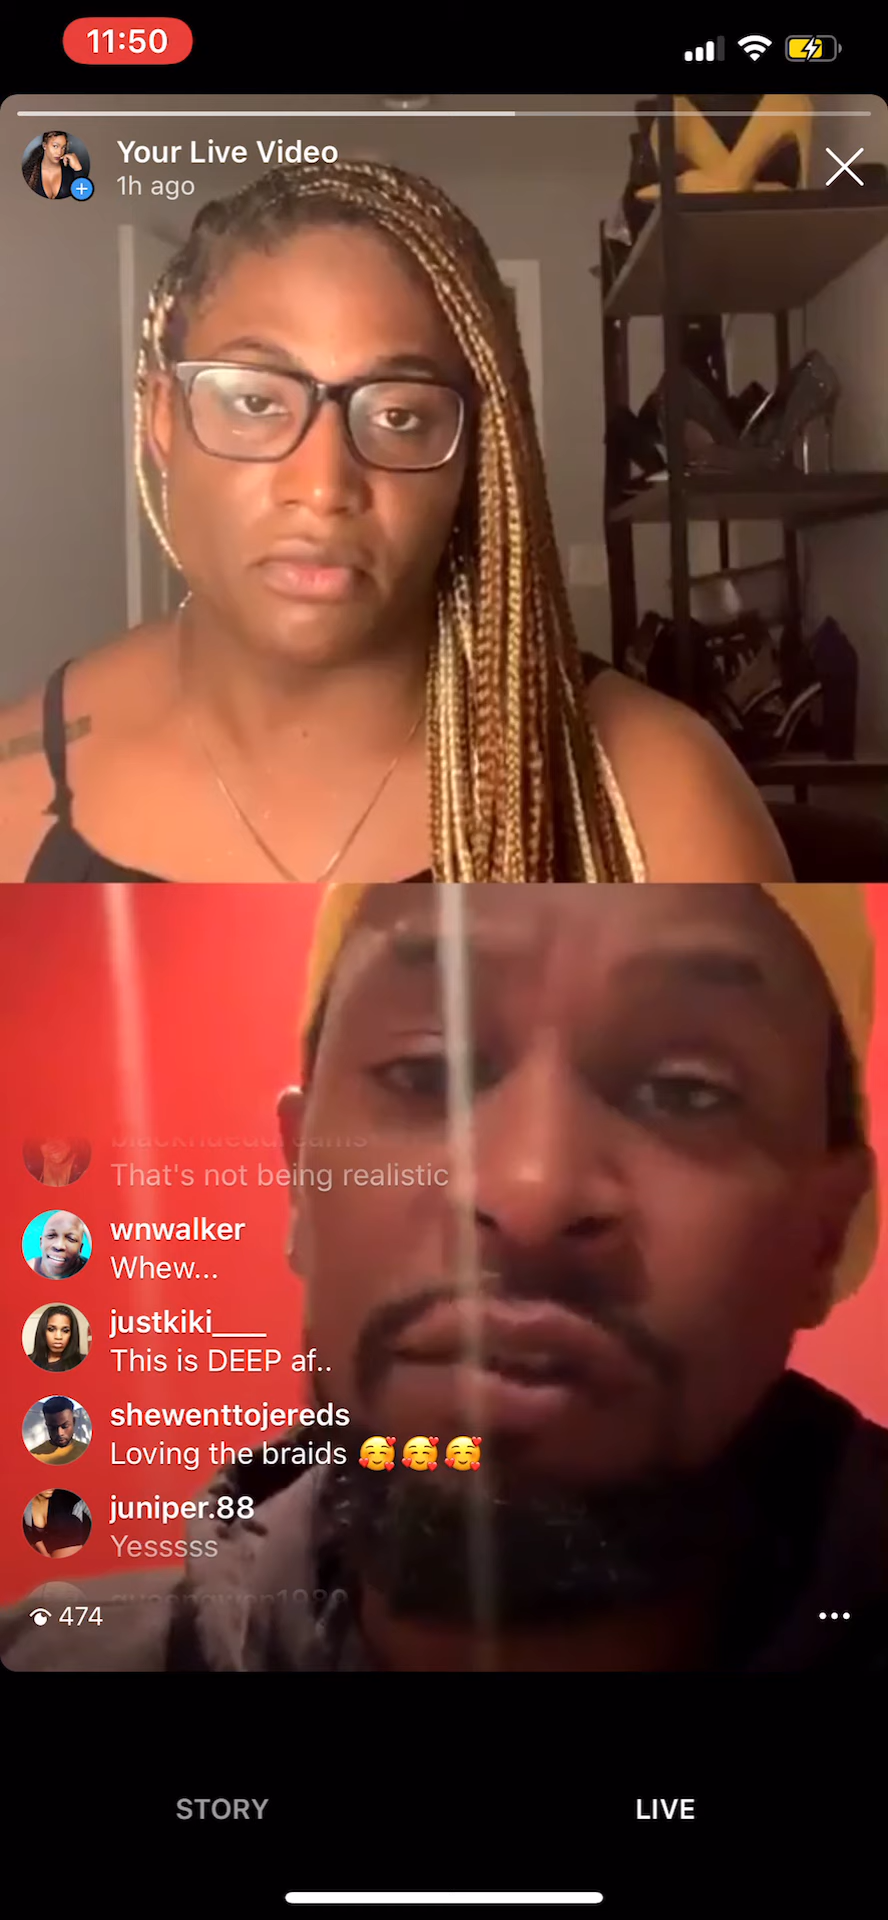 11:50
Your Live Video
1h ago
That's not being realistic
wnwalker
Whew...
justkiki____
This is DEEP af..
shewenttojereds
Loving the braids 🥰🥰🥰
juniper.88
Yesssss
474
STORY
LIVE